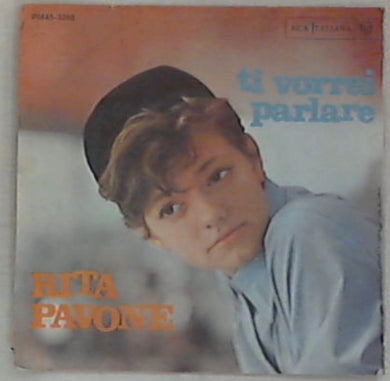 RCA ITALIANA
ti vorrei
parlare
RITA
PAVONE